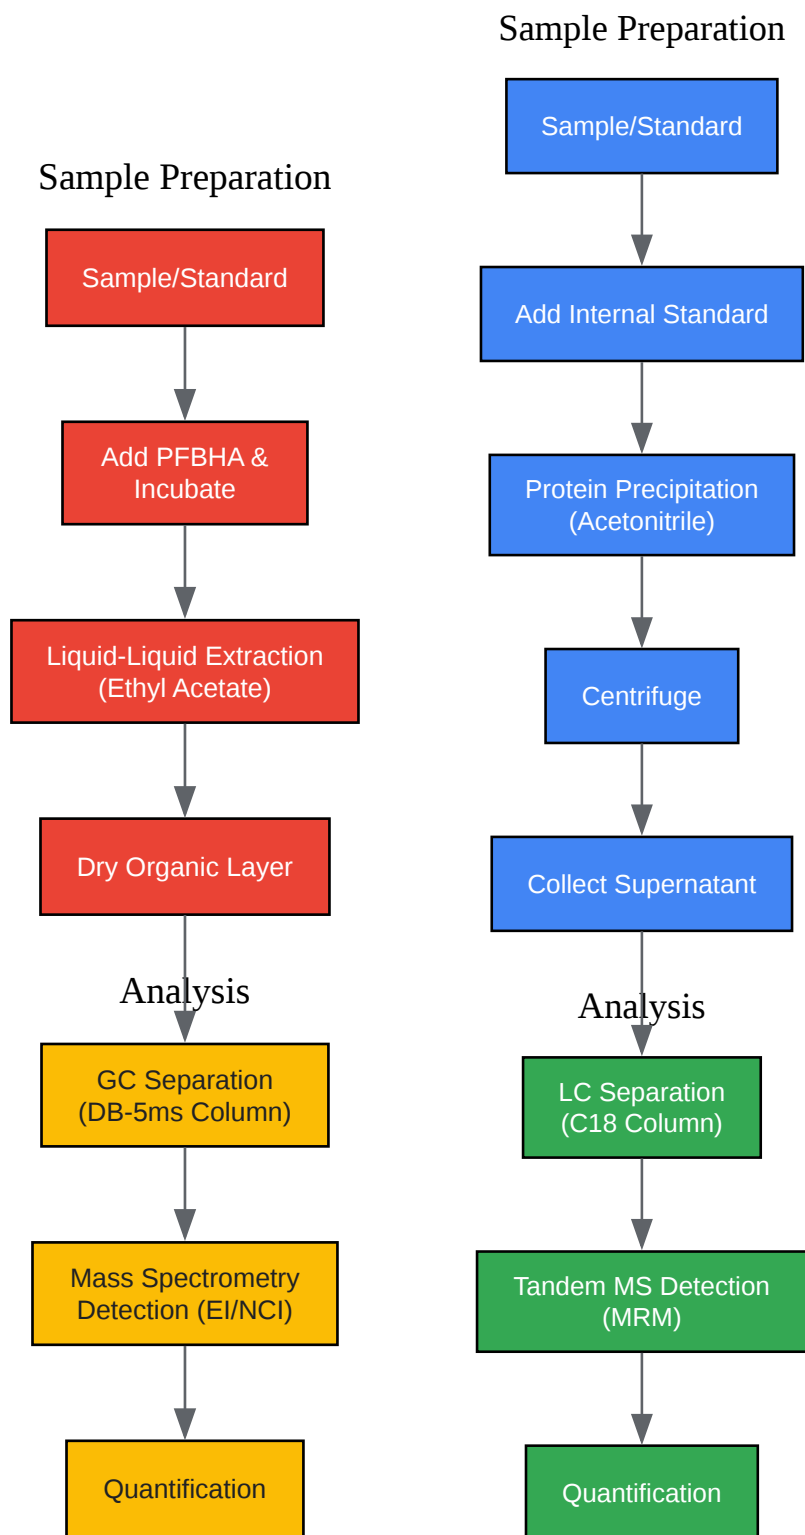 Sample Preparation
Sample/Standard
Add PFBHA &
Incubate
Liquid-Liquid Extraction
(Ethyl Acetate)
Dry Organic Layer
Analysis
GC Separation
(DB-5ms Column)
Mass Spectrometry
Detection (EI/NCI)
Quantification
Sample Preparation
Sample/Standard
Add Internal Standard
Protein Precipitation
(Acetonitrile)
Centrifuge
Collect Supernatant
Analysis
LC Separation
(C18 Column)
Tandem MS Detection
(MRM)
Quantification